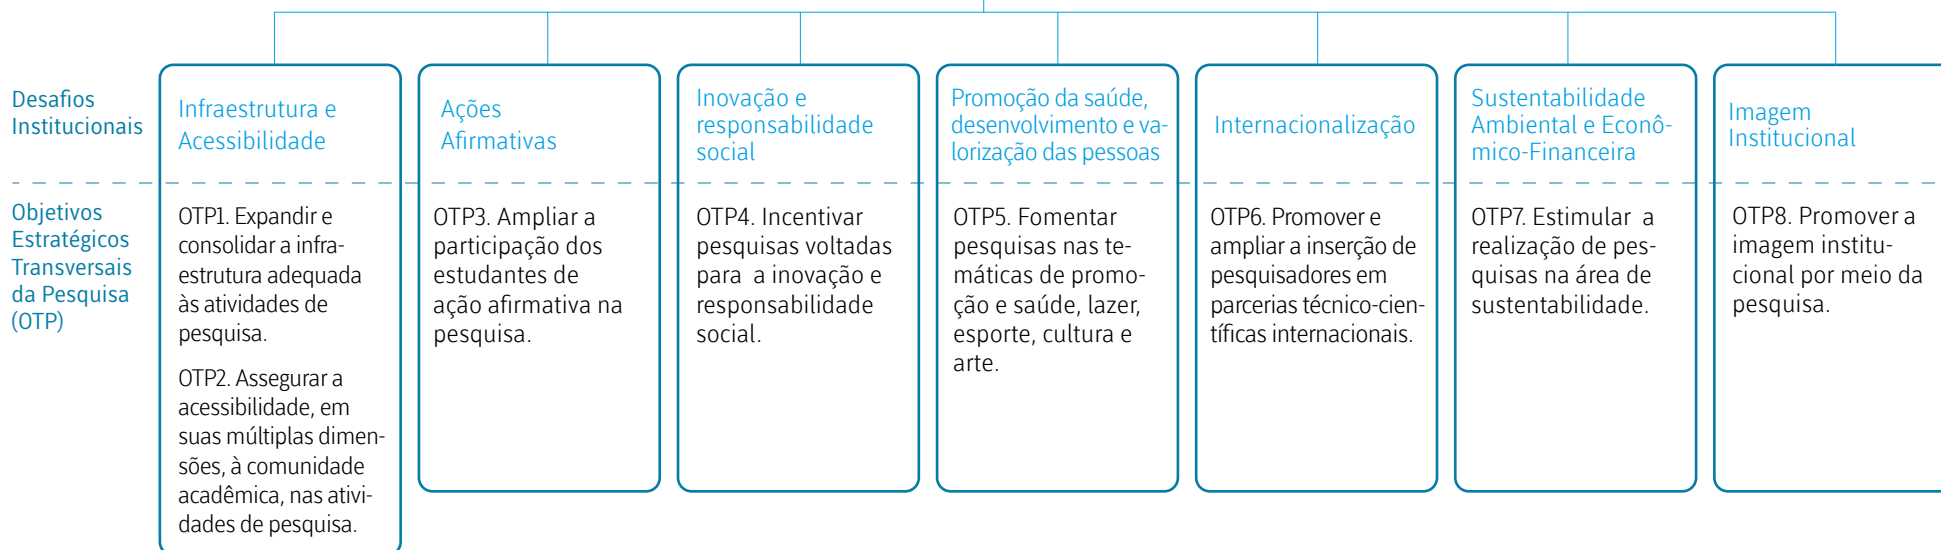 Desafios
Institucionais
Infraestrutura e
Acessibilidade
Ações
Afirmativas
Inovação e
responsabilidade
social
Promoção da saúde,
desenvolvimento e va-
lorização das pessoas
Internacionalização
Sustentabilidade
Ambiental e Econô-
mico-Financeira
Imagem
Institucional
Objetivos
Estratégicos
Transversais
da Pesquisa
(OTP)
OTP1. Expandir e
consolidar a infra-
estrutura adequada
às atividades de
pesquisa.
OTP2. Assegurar a
acessibilidade, em
suas múltiplas dimen-
sões, à comunidade
acadêmica, nas ativi-
dades de pesquisa.
OTP3. Ampliar a
participação dos
estudantes de
ação afirmativa na
pesquisa.
OTP4. Incentivar
pesquisas voltadas
para a inovação e
responsabilidade
social.
OTP5. Fomentar
pesquisas nas te-
máticas de promo-
ção e saúde, lazer,
esporte, cultura e
arte.
OTP6. Promover e
ampliar a inserção de
pesquisadores em
parcerias técnico-cien-
tíficas internacionais.
OTP7. Estimular a
realização de pes-
quisas na área de
sustentabilidade.
OTP8. Promover a
imagem institu-
cional por meio da
pesquisa.